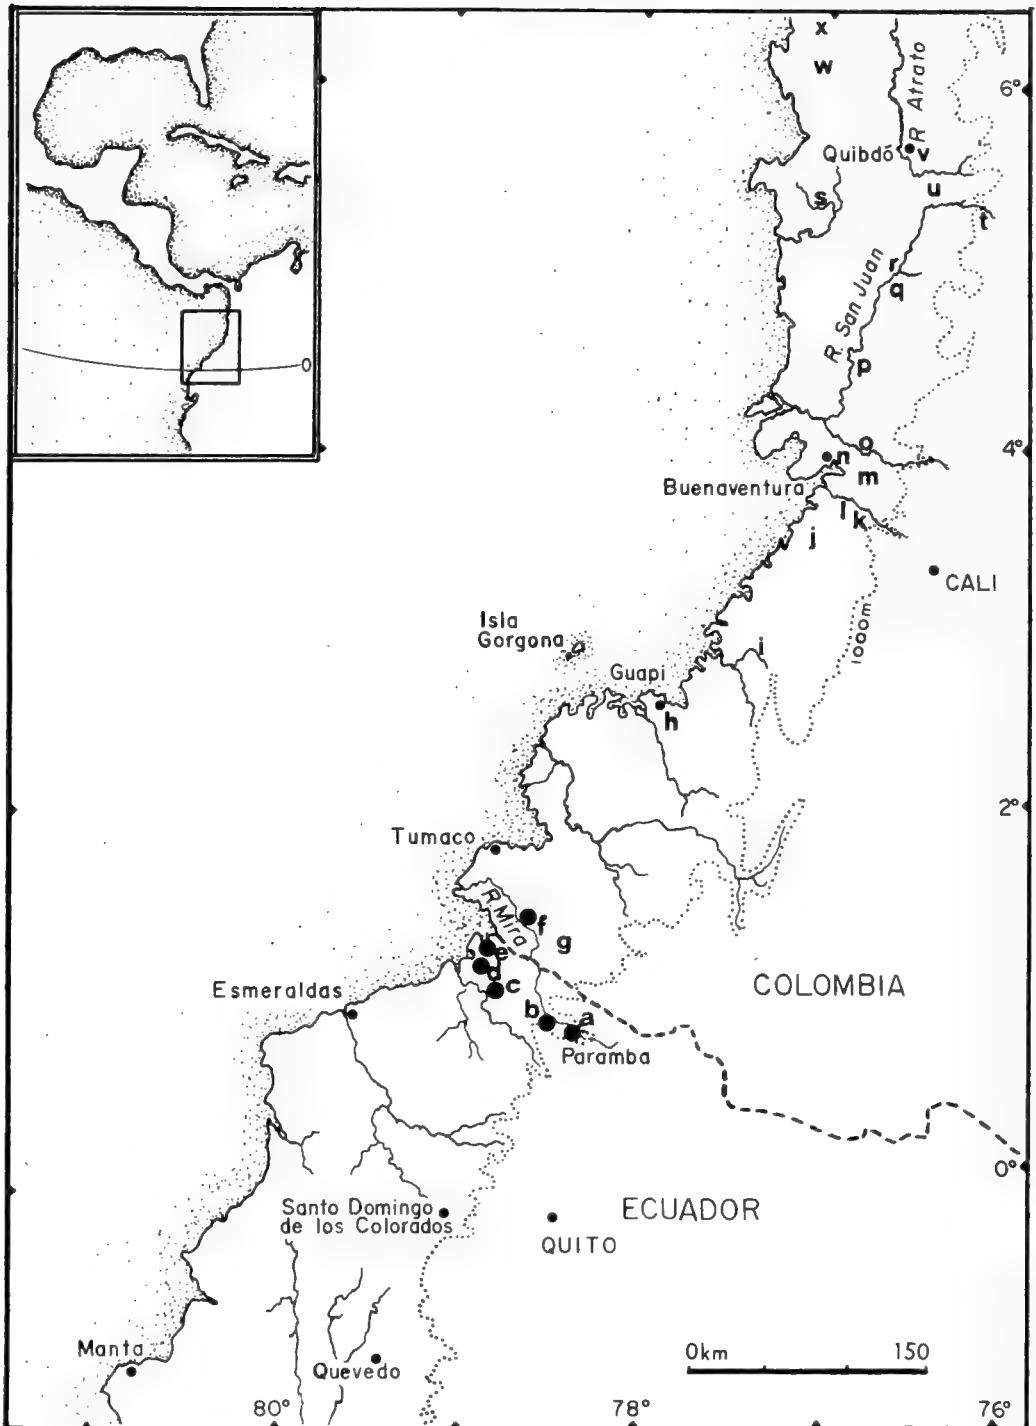 x
w
6°
R Atrato
Quibdó
v
u
s
t
0
r
q
R. San Juan
p
o
4°
n
m
Buenaventura
l
k
j
CALI
1000m
Isla
Gorgona
i
Guapi
h
2°
Tumaco
R. Mira
f
g
e
d
c
COLOMBIA
Esmeraldas
b
a
Paramba
0°
Santo Domingo
de los Colorados
ECUADOR
QUITO
Manta
0km 150
Quevedo
80° 78° 76°